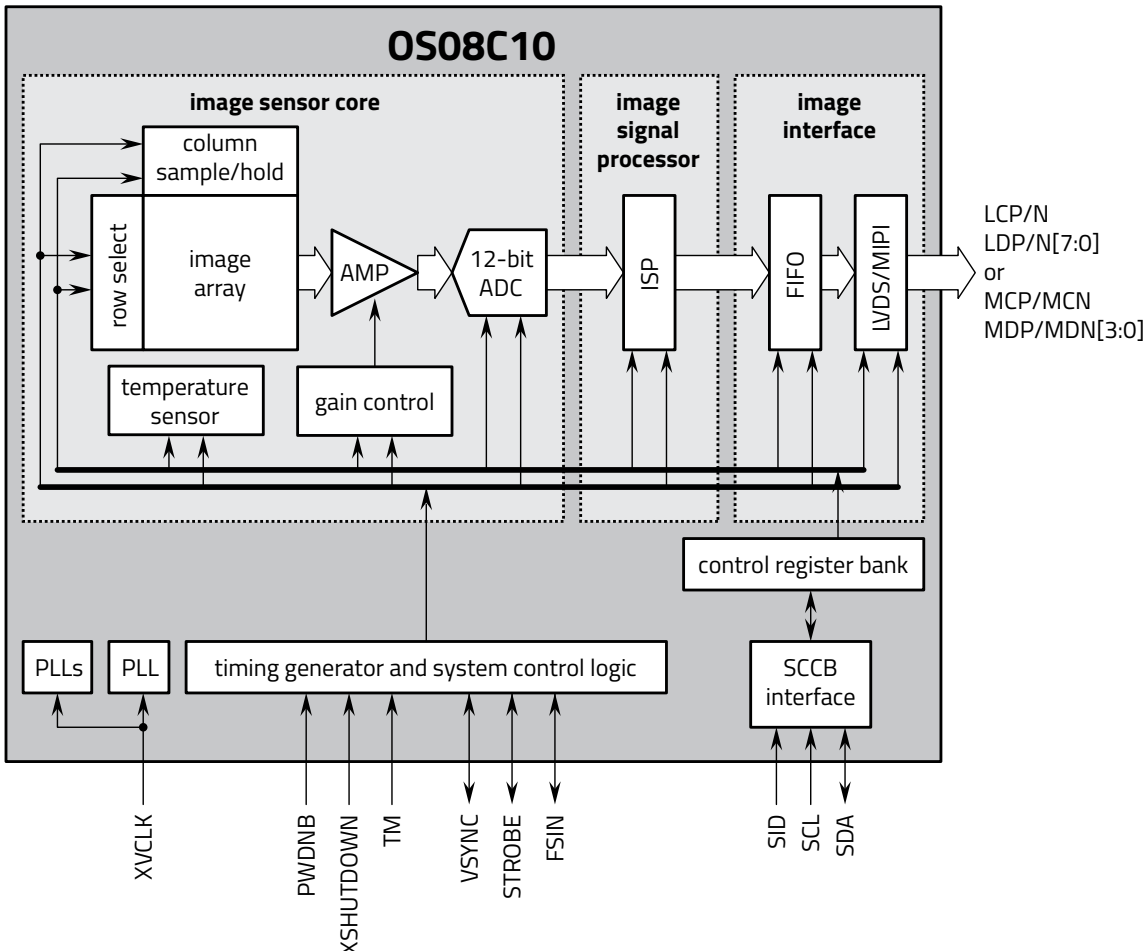 OS08C10
image sensor core
image
signal
processor
image
interface
column
sample/hold
row select
image
array
AMP
12-bit
ADC
ISP
FIFO
LVDS/MIPI
LCP/N
LDP/N[7:0]
or
MCP/MCN
MDP/MDN[3:0]
temperature
sensor
gain control
control register bank
PLLs
PLL
timing generator and system control logic
SCCB
interface
XVCLK
PWDNB
XSHUTDOWN
TM
VSYNC
STROBE
FSIN
SID
SCL
SDA